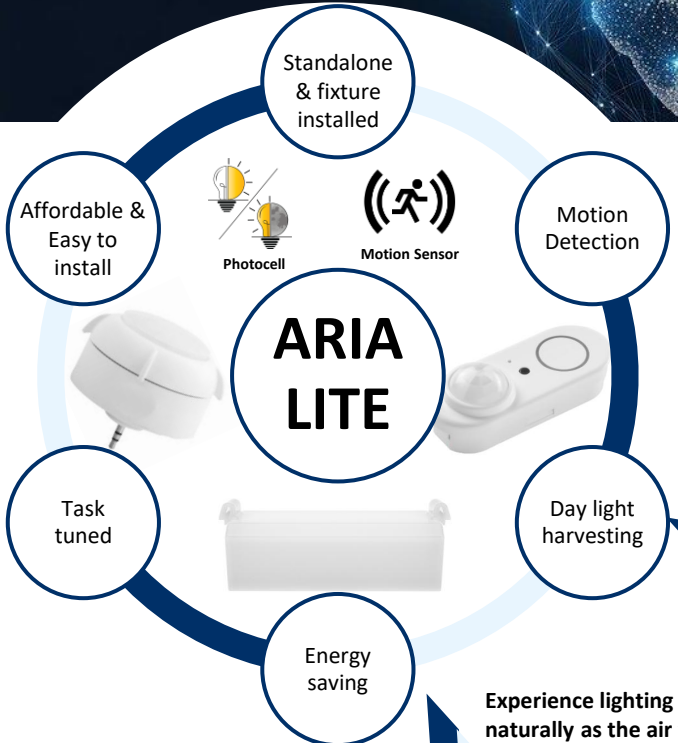 Standalone
& fixture
installed
Affordable &
Easy to
install
Photocell
Motion Sensor
Motion
Detection
ARIA
LITE
Task
tuned
Day light
harvesting
Energy
saving
Experience lighting
naturally as the air